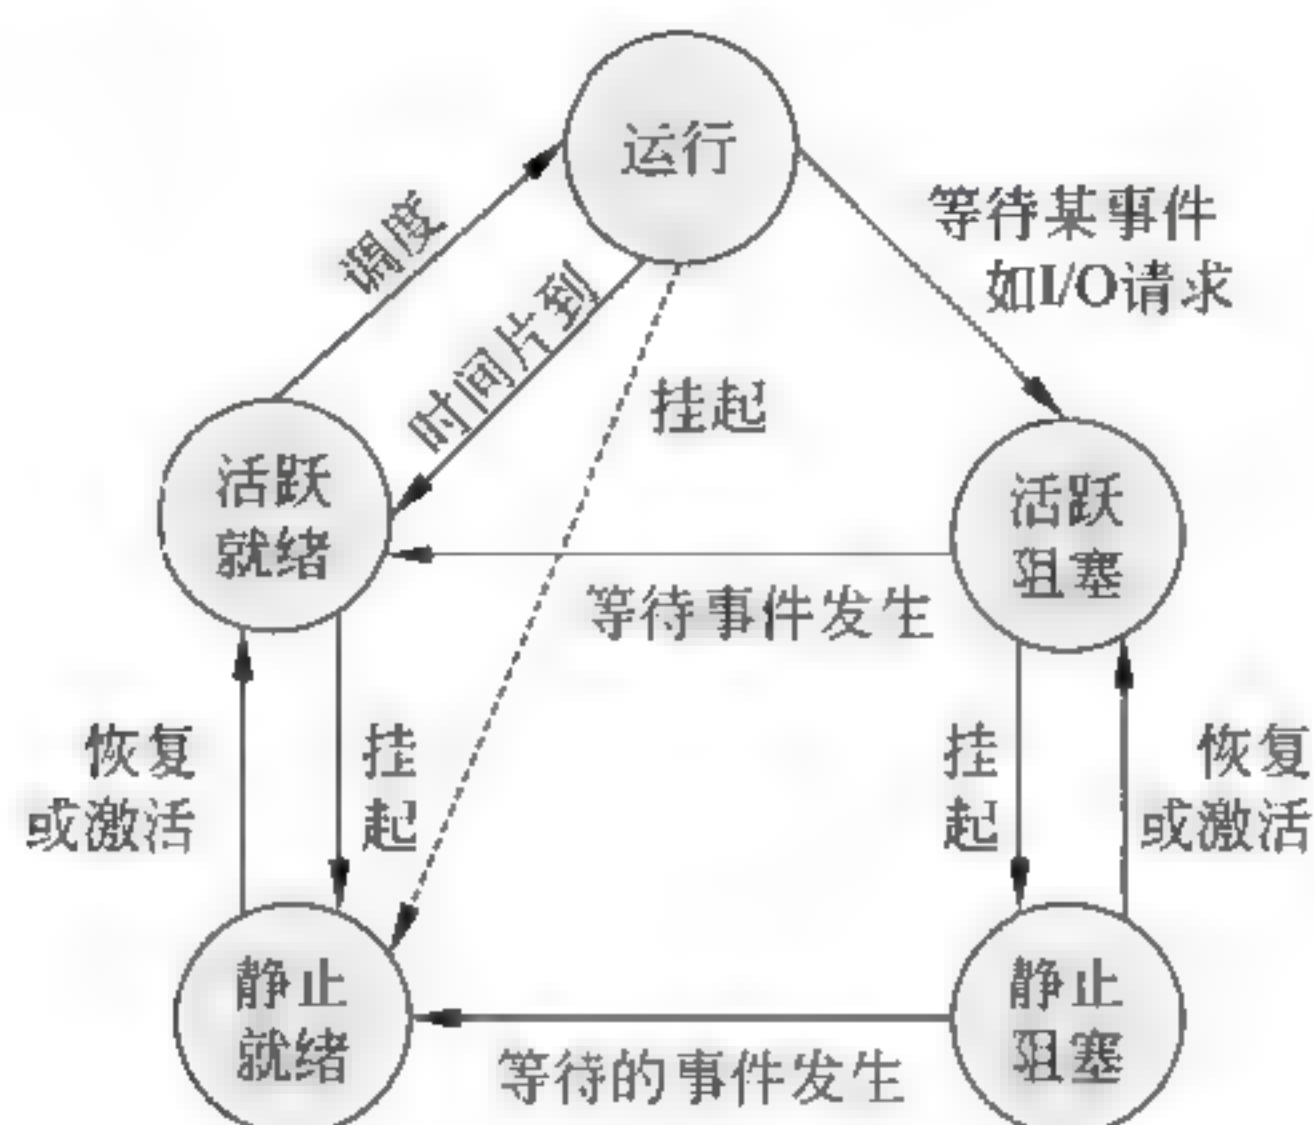 运行
等待某事件
如I/O请求
调度
时间片到
挂起
活跃
就绪
活跃
阻塞
等待事件发生
恢复
或激活
挂
起
挂
起
恢复
或激活
静止
就绪
静止
阻塞
等待的事件发生